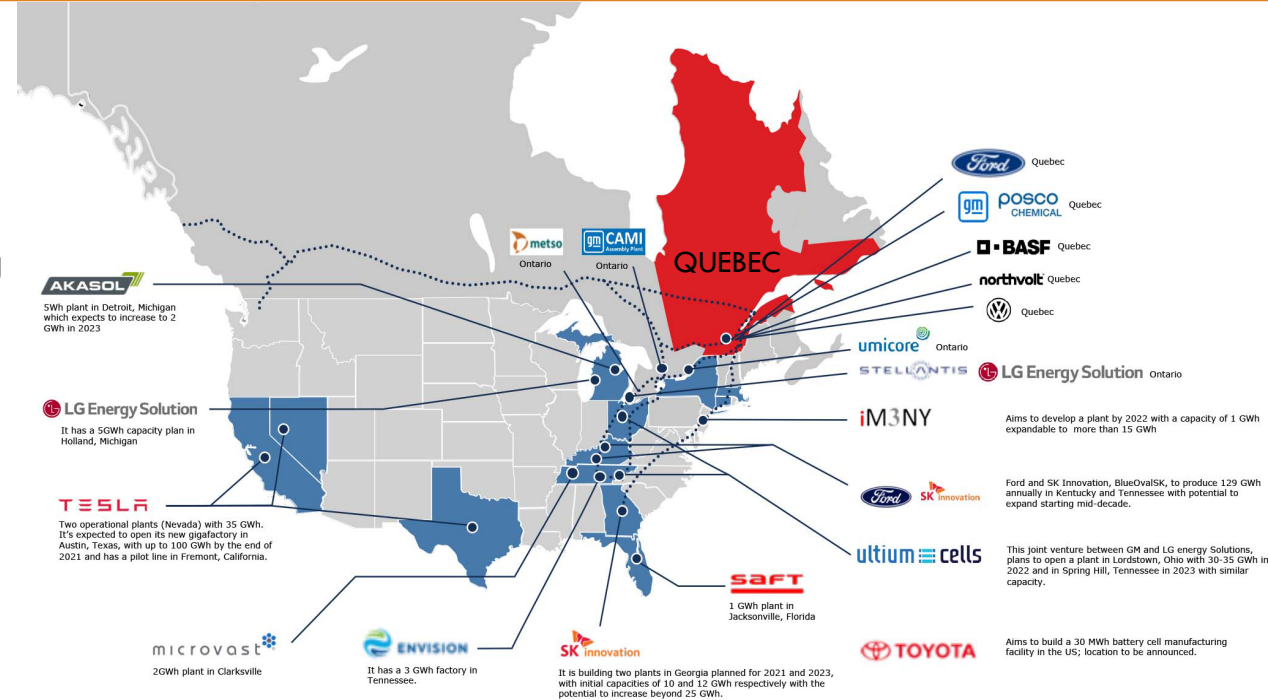 Ford
Quebec
gm
posco
CHEMICAL
Quebec
BASF
Quebec
northvolt
Quebec
Quebec
metso
Ontario
gm CAMI
Assembly Plant
Ontario
QUEBEC
AKASOL
5Wh plant in Detroit, Michigan
which expects to increase to 2
GWh in 2023
umicore
Ontario
STELLANTIS
LG Energy Solution
Ontario
LG Energy Solution
It has a 5GWh capacity plan in
Holland, Michigan
iM3NY
Aims to develop a plant by 2022 with a capacity of 1 GWh
expandable to more than 15 GWh
TESLA
Two operational plants (Nevada) with 35 GWh.
It's expected to open its new gigafactory in
Austin, Texas, with up to 100 GWh by the end of
2021 and has a pilot line in Fremont, California.
Ford
SK innovation
Ford and SK Innovation, BlueOvalSK, to produce 129 GWh
annually in Kentucky and Tennessee with potential to
expand starting mid-decade.
ultium cells
This joint venture between GM and LG energy Solutions,
plans to open a plant in Lordstown, Ohio with 30-35 GWh in
2022 and in Spring Hill, Tennessee in 2023 with similar
capacity.
saft
1 GWh plant in
Jacksonville, Florida
microvast
2GWh plant in Clarksville
ENVISION
It has a 3 GWh factory in
Tennessee.
SK innovation
It is building two plants in Georgia planned for 2021 and 2023,
with initial capacities of 10 and 12 GWh respectively with the
potential to increase beyond 25 GWh.
TOYOTA
Aims to build a 30 MWh battery cell manufacturing
facility in the US; location to be announced.